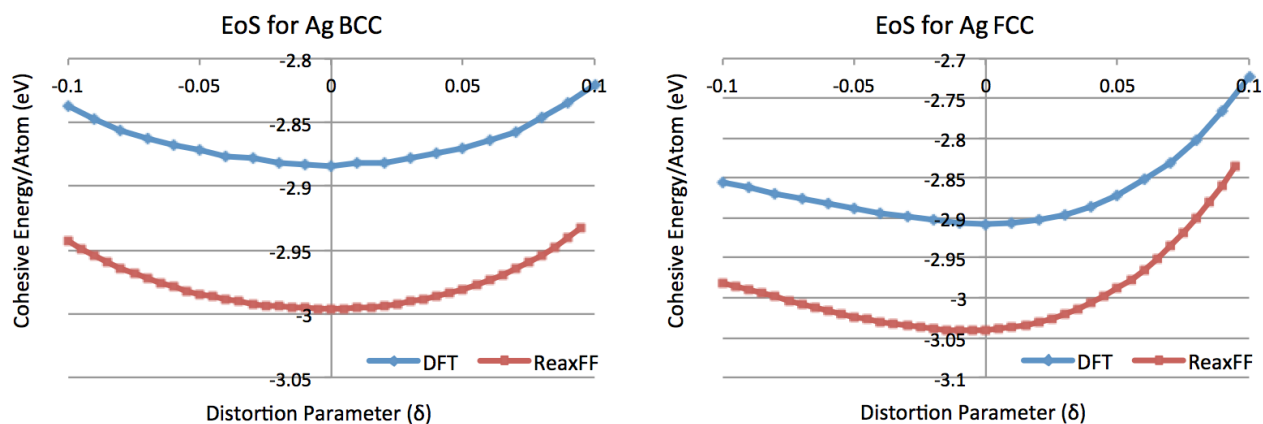 EoS for Ag BCC
-2.8
-0.1 -0.05 0 0.05 0.1
-2.85
-2.9
-2.95
-3
-3.05
Cohesive Energy/Atom (eV)
DFT ReaxFF
Distortion Parameter (δ)
EoS for Ag FCC
-2.7
-0.1 -0.05 0 0.05 0.1
-2.75
-2.8
-2.85
-2.9
-2.95
-3
-3.05
-3.1
Cohesive Energy/Atom (eV)
DFT ReaxFF
Distortion Parameter (δ)